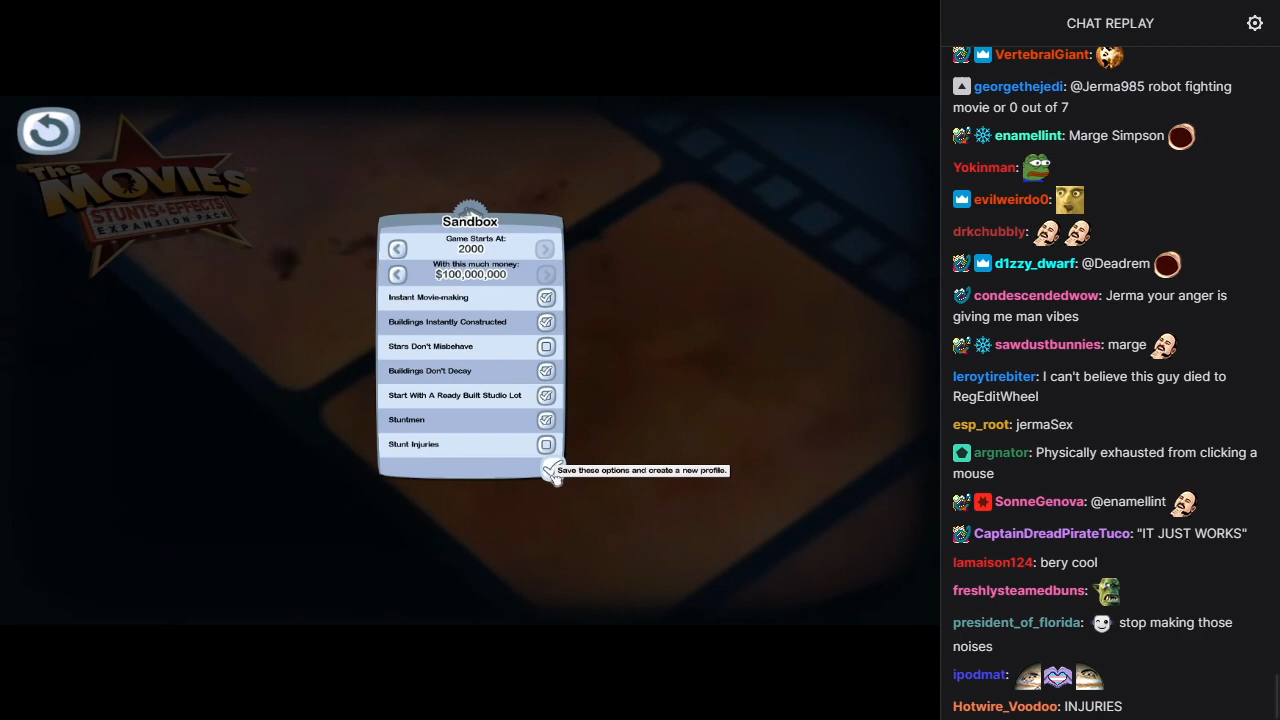 The
MOVIES
STUNTS & EFFECTS
EXPANSION PACK
Sandbox
Game Starts At:
2000
With this much money:
$100,000,000
Instant Movie-making
Buildings Instantly Constructed
Stars Don't Misbehave
Buildings Don't Decay
Start With A Ready Built Studio Lot
Stuntmen
Stunt Injuries
Save these options and create a new profile.
CHAT REPLAY
VertebralGiant:
georgethejedi: @Jerma985 robot fighting
movie or 0 out of 7
enamellint: Marge Simpson
Yokinman:
evilweirdo0:
drkchubbly:
d1zzy_dwarf: @Deadrem
condescendedwow: Jerma your anger is
giving me man vibes
sawdustbunnies: marge
leroytirebiter: I can't believe this guy died to
RegEditWheel
esp_root: jermaSex
argnator: Physically exhausted from clicking a
mouse
SonneGenova: @enamellint
CaptainDreadPirateTuco: "IT JUST WORKS"
lamaison124: bery cool
freshlysteamedbuns:
president_of_florida: stop making those
noises
ipodmat:
Hotwire_Voodoo: INJURIES